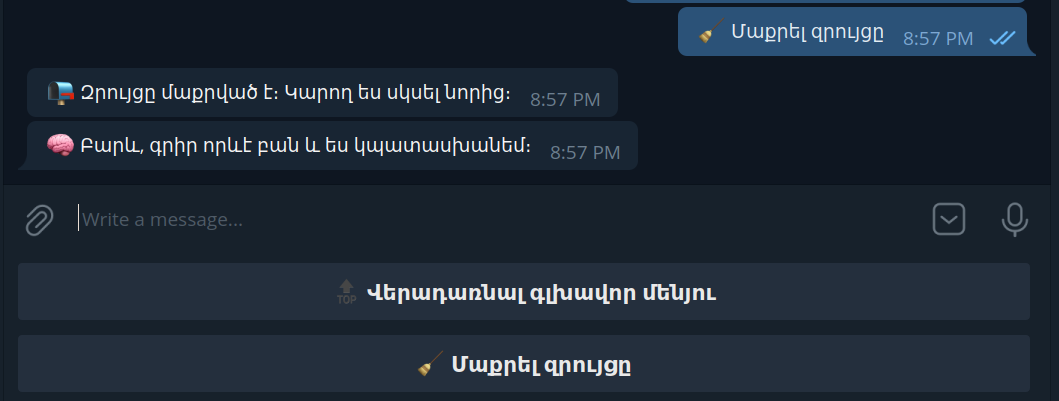 🧹 Մաքրել զրույցը 8:57 PM
📭 Զրույցը մաքրված է։ Կարող ես սկսել նորից։ 8:57 PM
🧠 Բարև, գրիր որևէ բան և ես կպատասխանեմ։ 8:57 PM
Write a message...
🔝 Վերադառնալ գլխավոր մենյու
🧹 Մաքրել զրույցը